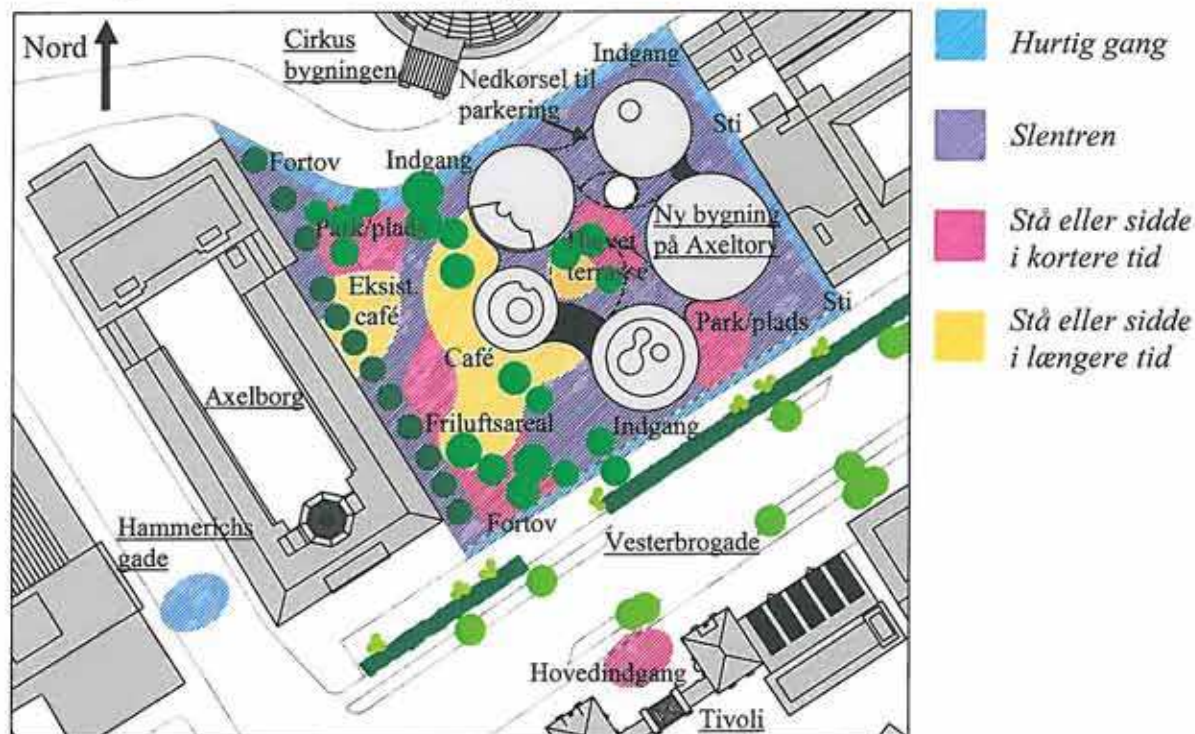 Nord
Cirkus
bygningen
Indgang
Nedkørsel til
parkering
Sti
Fortov
Indgang
Park/plads
Ny bygning
på Axeltorv
Hævet
terrasse
Eksist.
café
Sti
Park/plads
Café
Axelborg
Friluftsareal
Indgang
Fortov
Hammerichs
gade
Vesterbrogade
Hovedindgang
Tivoli
Hurtig gang
Slentren
Stå eller sidde
i kortere tid
Stå eller sidde
i længere tid